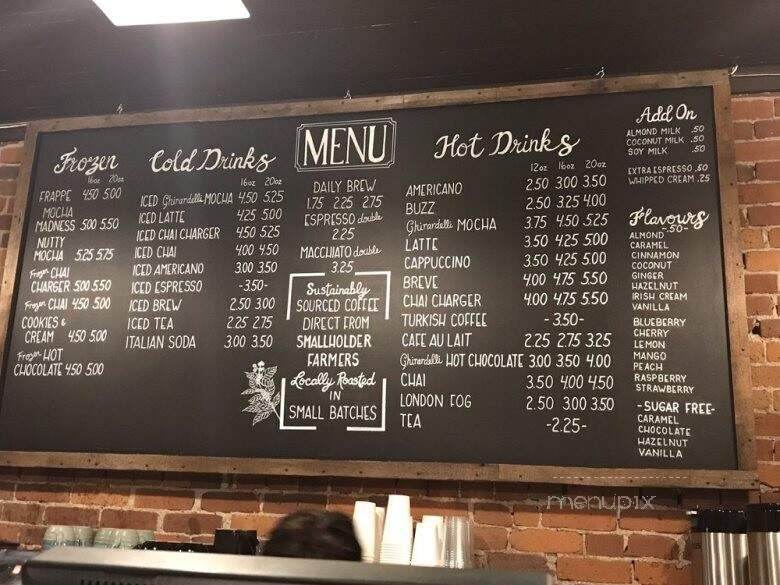 Frozen
16oz 20oz
FRAPPE 4.50 5.00
MOCHA
MADNESS 5.00 5.50
NUTTY
MOCHA 5.25 5.75
Frozen CHAI
CHARGER 5.00 5.50
Frozen CHAI 4.50 5.00
COOKIES &
CREAM 4.50 5.00
Frozen HOT
CHOCOLATE 4.50 5.00
Cold Drinks
16oz 20oz
ICED Ghirardelli MOCHA 4.50 5.25
ICED LATTE 4.25 5.00
ICED CHAI CHARGER 4.50 5.25
ICED CHAI 4.00 4.50
ICED AMERICANO 3.00 3.50
ICED ESPRESSO -3.50-
ICED BREW 2.50 3.00
ICED TEA 2.25 2.75
ITALIAN SODA 3.00 3.50
MENU
DAILY BREW
1.75 2.25 2.75
ESPRESSO double
2.25
MACCHIATO double
3.25
Sustainably
SOURCED COFFEE
DIRECT FROM
SMALLHOLDER
FARMERS
Locally Roasted
IN
SMALL BATCHES
Hot Drinks
12oz 16oz 20oz
AMERICANO 2.50 3.00 3.50
BUZZ 2.50 3.25 4.00
Ghirardelli MOCHA 3.75 4.50 5.25
LATTE 3.50 4.25 5.00
CAPPUCCINO 3.50 4.25 5.00
BREVE 4.00 4.75 5.50
CHAI CHARGER 4.00 4.75 5.50
TURKISH COFFEE -3.50-
CAFE AU LAIT 2.25 2.75 3.25
Ghirardelli HOT CHOCOLATE 3.00 3.50 4.00
CHAI 3.50 4.00 4.50
LONDON FOG 2.50 3.00 3.50
TEA -2.25-
Add On
ALMOND MILK .50
COCONUT MILK .50
SOY MILK .50
EXTRA ESPRESSO .60
WHIPPED CREAM .25
Flavours
-50-
ALMOND
CARAMEL
CINNAMON
COCONUT
GINGER
HAZELNUT
IRISH CREAM
VANILLA
BLUEBERRY
CHERRY
LEMON
MANGO
PEACH
RASPBERRY
STRAWBERRY
-SUGAR FREE-
CARAMEL
CHOCOLATE
HAZELNUT
VANILLA
menupix